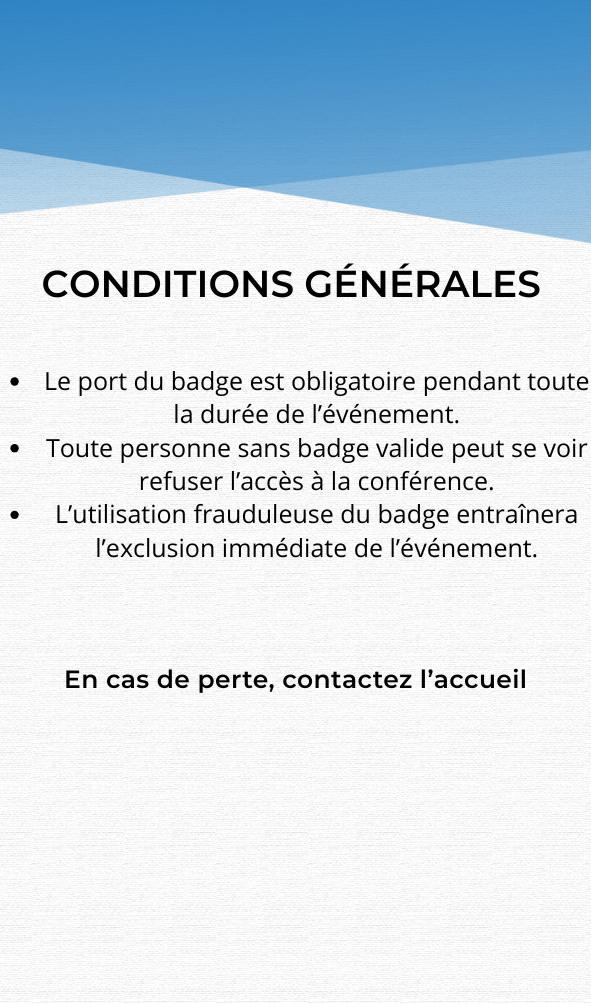 CONDITIONS GÉNÉRALES
• Le port du badge est obligatoire pendant toute
la durée de l’événement.
• Toute personne sans badge valide peut se voir
refuser l’accès à la conférence.
• L’utilisation frauduleuse du badge entraînera
l’exclusion immédiate de l’événement.
En cas de perte, contactez l’accueil